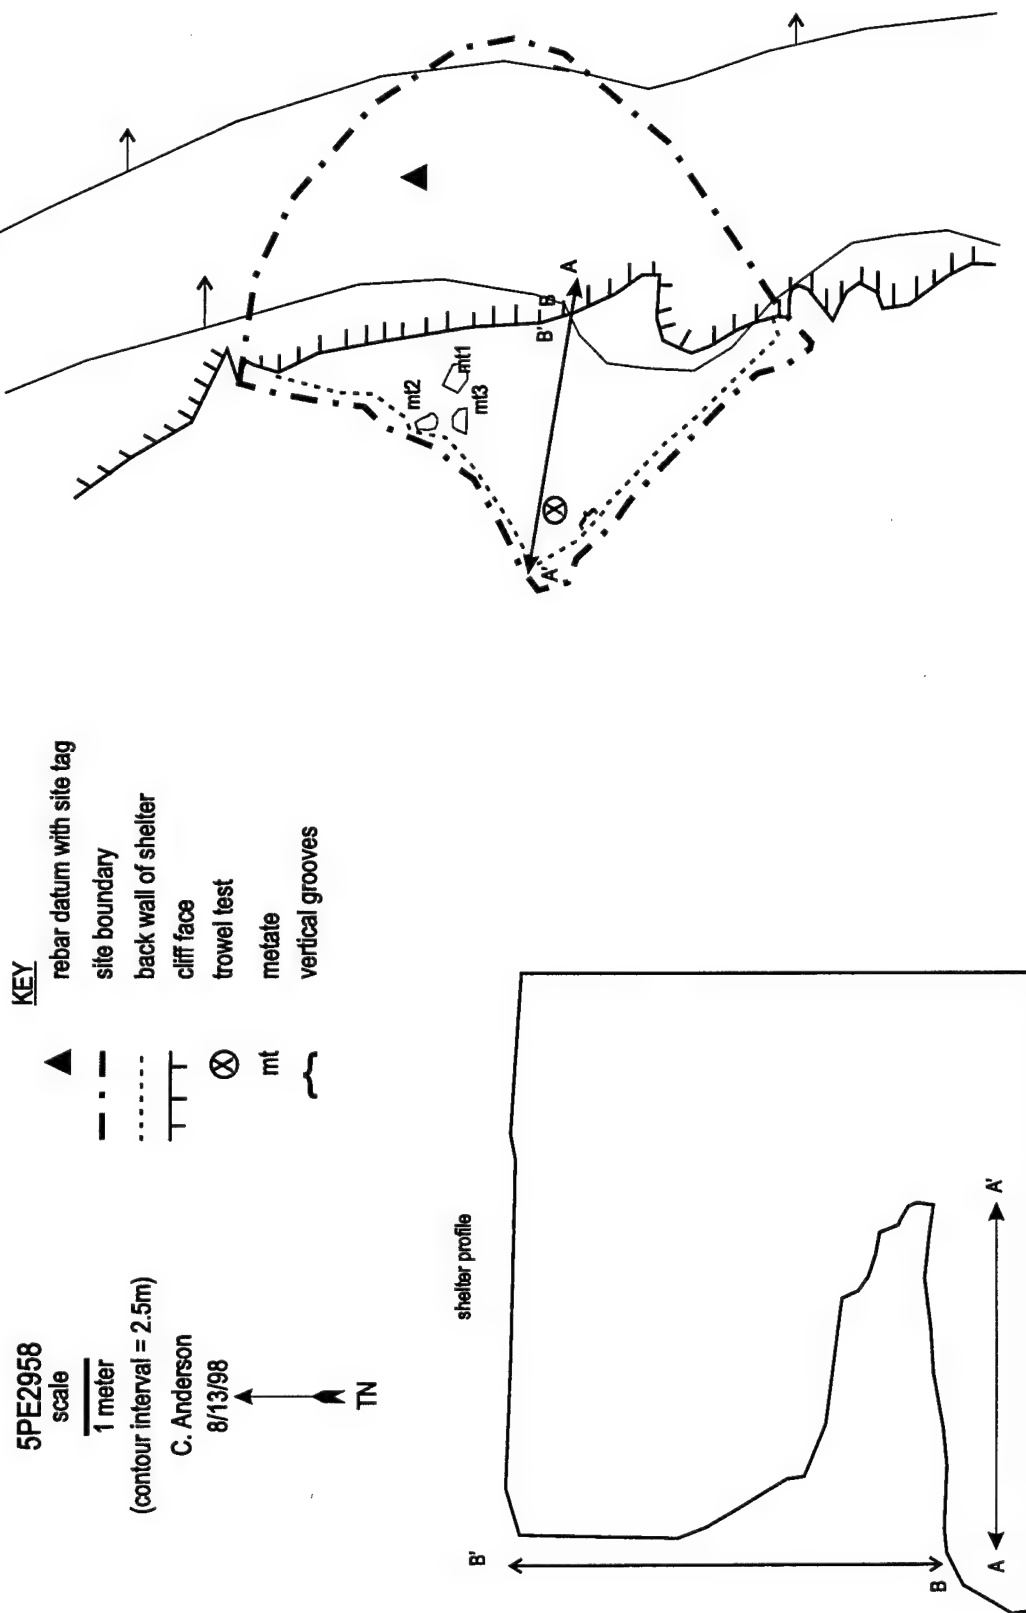 5PE2958
scale
1 meter
(contour interval = 2.5m)
C. Anderson
8/13/98
TN
KEY
rebar datum with site tag
site boundary
back wall of shelter
cliff face
trowel test
mt metate
vertical grooves
mt2
mt1
mt3
B'
B
A
A'
shelter profile
B'
B
A
A'